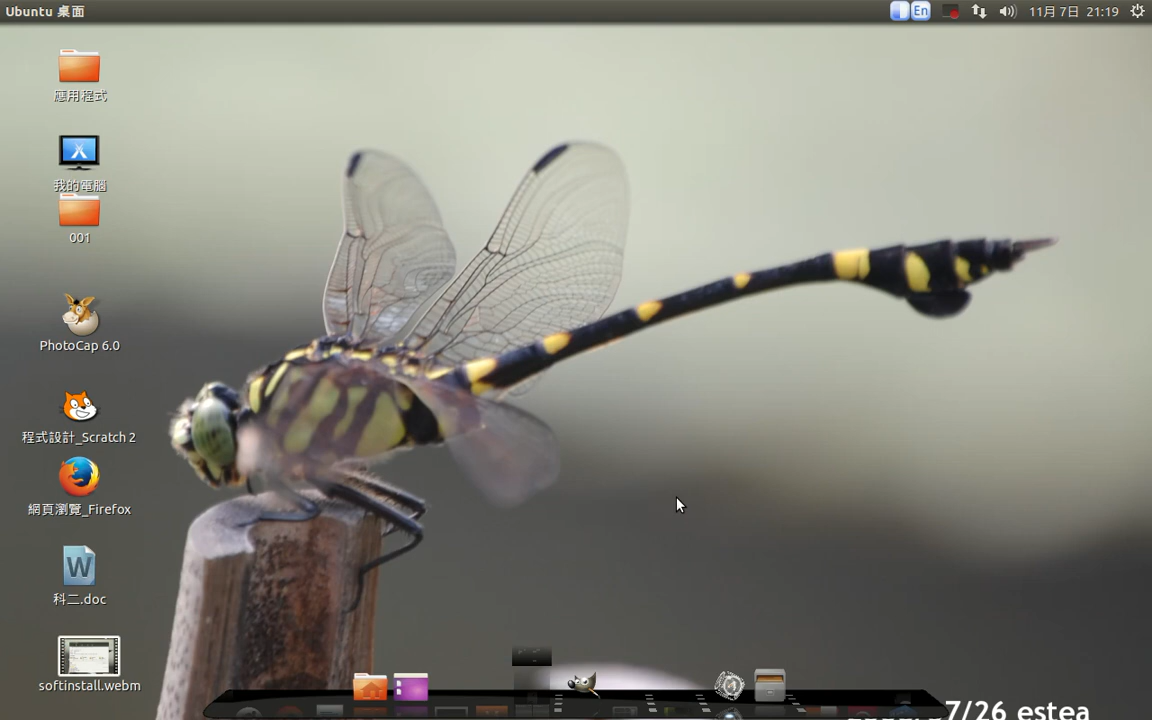 Ubuntu 桌面
En
11月 7日 21:19
應用程式
我的電腦
001
PhotoCap 6.0
程式設計_Scratch 2
網頁瀏覽_Firefox
W
科二.doc
softinstall.webm
7/26 estea